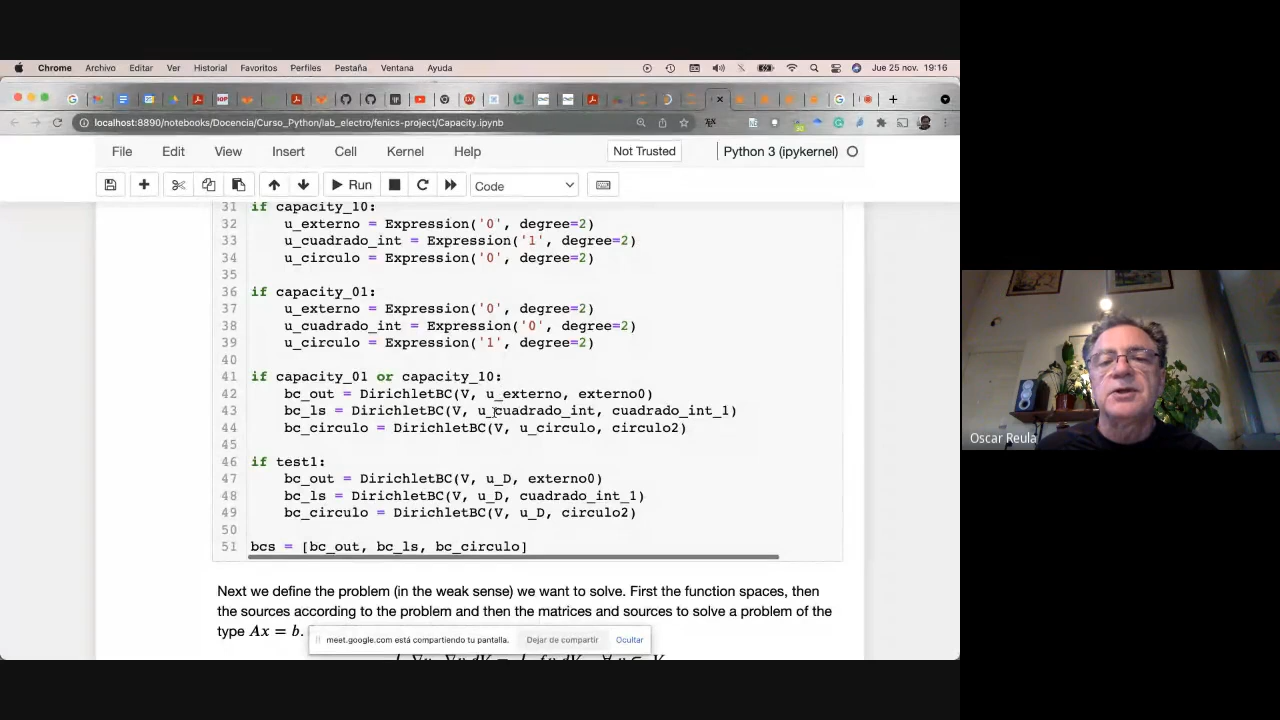 Chrome Archivo Editar Ver Historial Favoritos Perfiles Pestaña Ventana Ayuda Jue 25 nov. 19:16
localhost:8890/notebooks/Docencia/Curso_Python/lab_electro/fenics-project/Capacity.ipynb
File Edit View Insert Cell Kernel Help Not Trusted Python 3 (ipykernel)
Run Code
31 if capacity_10:
32 u_externo = Expression('0', degree=2)
33 u_cuadrado_int = Expression('1', degree=2)
34 u_circulo = Expression('0', degree=2)
35
36 if capacity_01:
37 u_externo = Expression('0', degree=2)
38 u_cuadrado_int = Expression('0', degree=2)
39 u_circulo = Expression('1', degree=2)
40
41 if capacity_01 or capacity_10:
42 bc_out = DirichletBC(V, u_externo, externo0)
43 bc_ls = DirichletBC(V, u_cuadrado_int, cuadrado_int_1)
44 bc_circulo = DirichletBC(V, u_circulo, circulo2)
45
46 if test1:
47 bc_out = DirichletBC(V, u_D, externo0)
48 bc_ls = DirichletBC(V, u_D, cuadrado_int_1)
49 bc_circulo = DirichletBC(V, u_D, circulo2)
50
51 bcs = [bc_out, bc_ls, bc_circulo]
Next we define the problem (in the weak sense) we want to solve. First the function spaces, then
the sources according to the problem and then the matrices and sources to solve a problem of the
type Ax = b.
meet.google.com está compartiendo tu pantalla. Dejar de compartir Ocultar
Oscar Reula